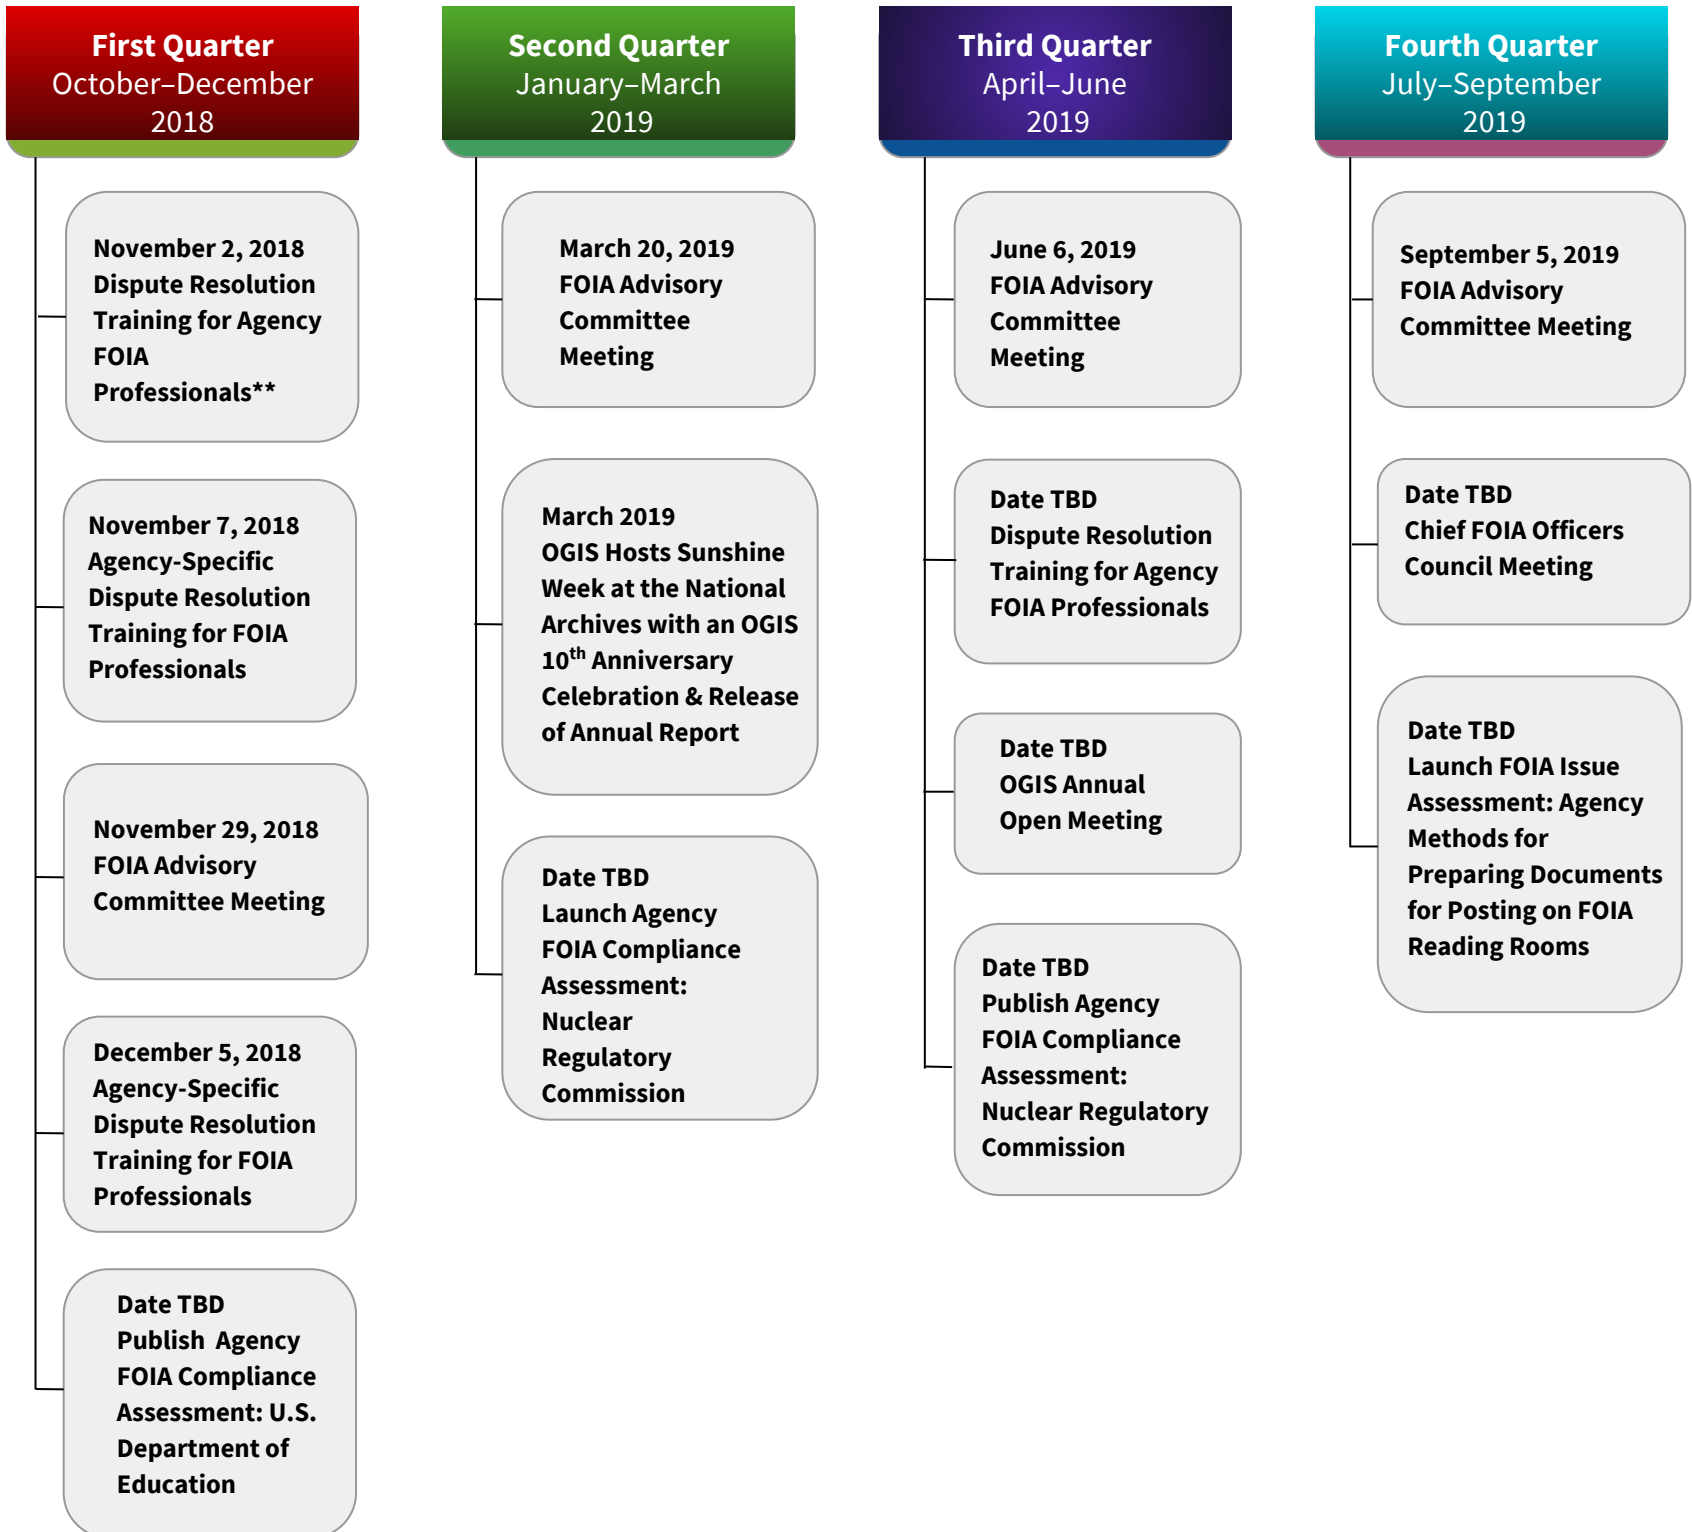 First Quarter
October–December
2018
November 2, 2018
Dispute Resolution
Training for Agency
FOIA
Professionals**
November 7, 2018
Agency-Specific
Dispute Resolution
Training for FOIA
Professionals
November 29, 2018
FOIA Advisory
Committee Meeting
December 5, 2018
Agency-Specific
Dispute Resolution
Training for FOIA
Professionals
Date TBD
Publish  Agency
FOIA Compliance
Assessment: U.S.
Department of
Education
Second Quarter
January–March
2019
March 20, 2019
FOIA Advisory
Committee
Meeting
March 2019
OGIS Hosts Sunshine
Week at the National
Archives with an OGIS
10th Anniversary
Celebration & Release
of Annual Report
Date TBD
Launch Agency
FOIA Compliance
Assessment:
Nuclear
Regulatory
Commission
Third Quarter
April–June
2019
June 6, 2019
FOIA Advisory
Committee
Meeting
Date TBD
Dispute Resolution
Training for Agency
FOIA Professionals
Date TBD
OGIS Annual
Open Meeting
Date TBD
Publish Agency
FOIA Compliance
Assessment:
Nuclear Regulatory
Commission
Fourth Quarter
July–September
2019
September 5, 2019
FOIA Advisory
Committee Meeting
Date TBD
Chief FOIA Officers
Council Meeting
Date TBD
Launch FOIA Issue
Assessment: Agency
Methods for
Preparing Documents
for Posting on FOIA
Reading Rooms